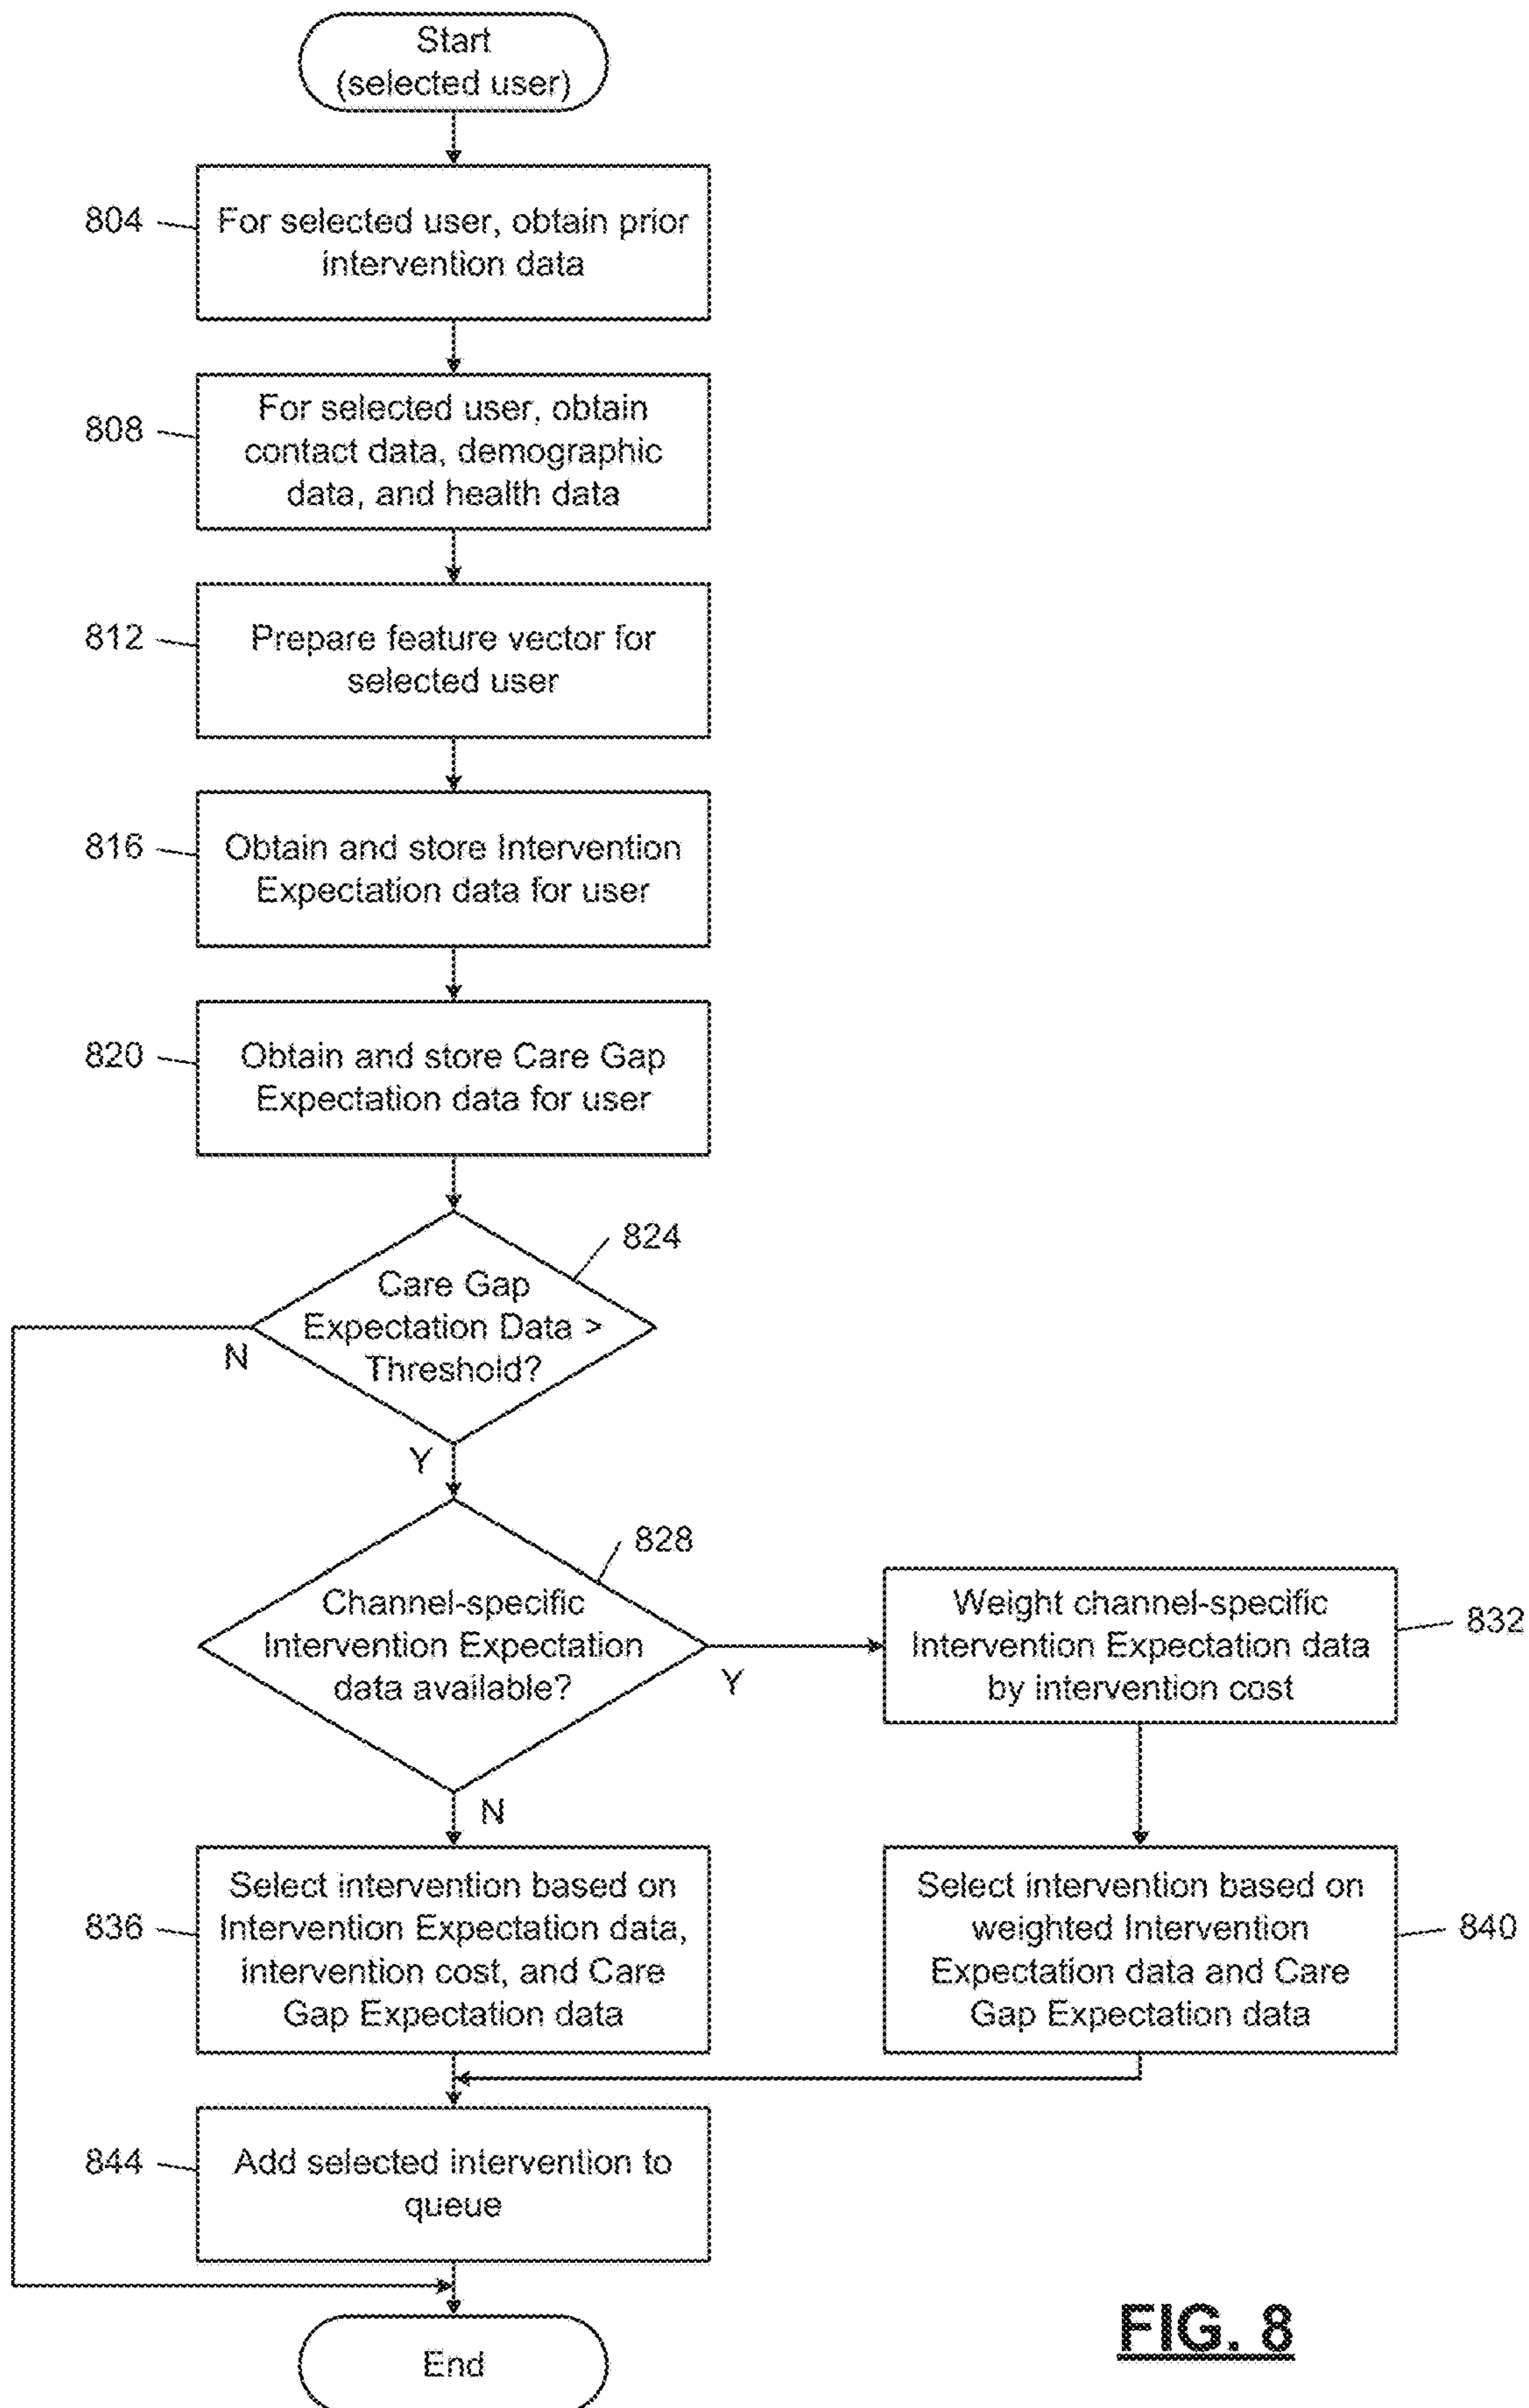 Start
(selected user)
804
For selected user, obtain prior
intervention data
808
For selected user, obtain
contact data, demographic
data, and health data
812
Prepare feature vector for
selected user
816
Obtain and store Intervention
Expectation data for user
820
Obtain and store Care Gap
Expectation data for user
824
Care Gap
Expectation Data >
Threshold?
N
Y
828
Channel-specific
Intervention Expectation
data available?
Y
N
Weight channel-specific
Intervention Expectation data
by intervention cost
832
836
Select intervention based on
Intervention Expectation data,
intervention cost, and Care
Gap Expectation data
Select intervention based on
weighted Intervention
Expectation data and Care
Gap Expectation data
840
844
Add selected intervention to
queue
End
FIG. 8